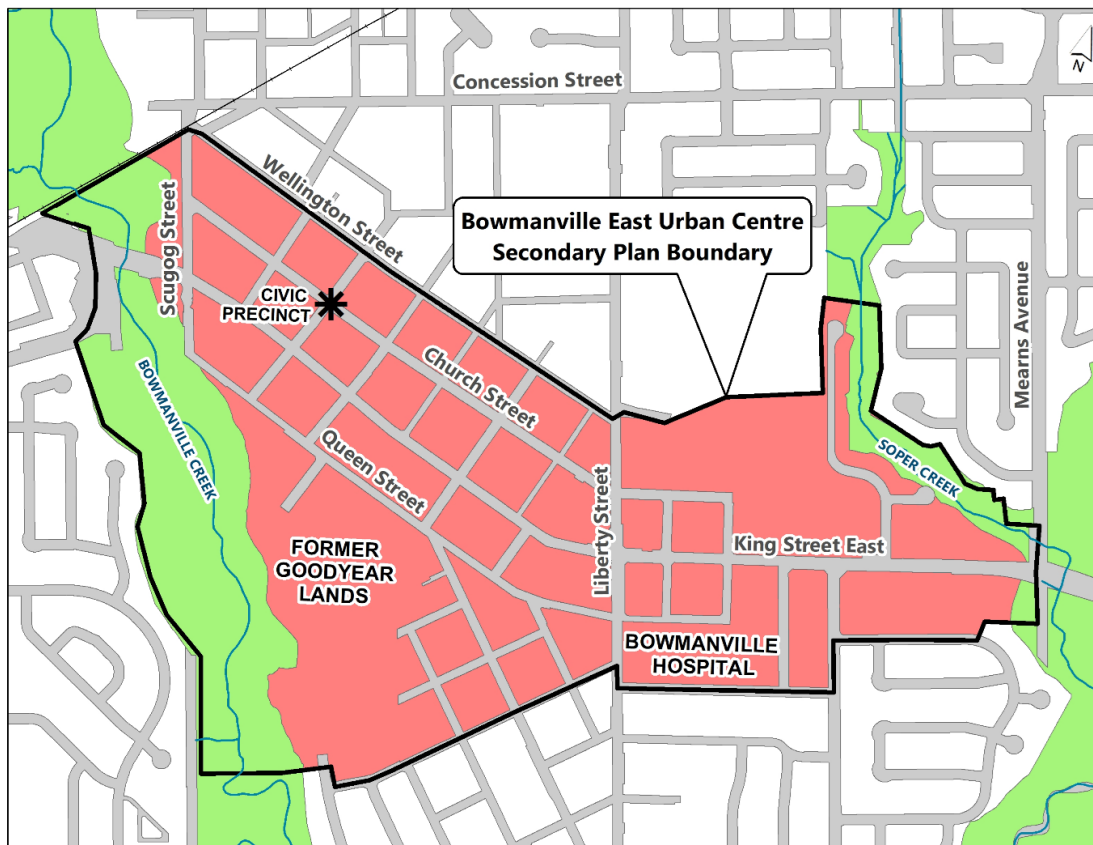 Concession Street
N
Wellington Street
Scugog Street
Bowmanville East Urban Centre
Secondary Plan Boundary
CIVIC
PRECINCT
Mearns Avenue
Church Street
BOWMANVILLE CREEK
Queen Street
SOPER CREEK
Liberty Street
King Street East
FORMER
GOODYEAR
LANDS
BOWMANVILLE
HOSPITAL